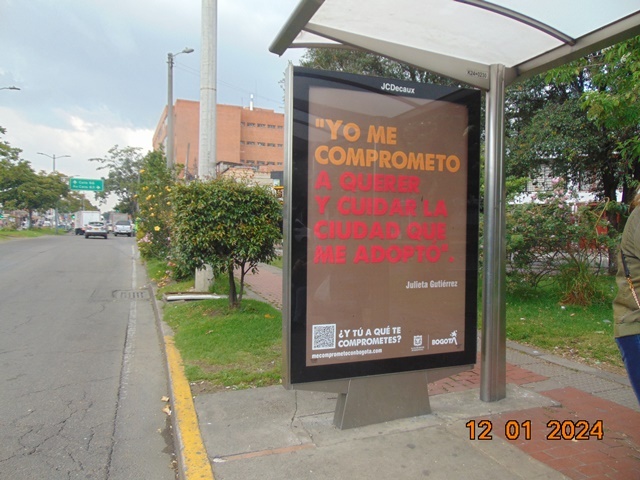 JCDecaux
"YO ME
COMPROMETO
A QUERER
Y CUIDAR LA
CIUDAD QUE
ME ADOPTÓ".
Julieta Gutiérrez
¿Y TÚ A QUÉ TE
COMPROMETES?
mecomprometoconbogota.com
BOGOTÁ
12 01 2024